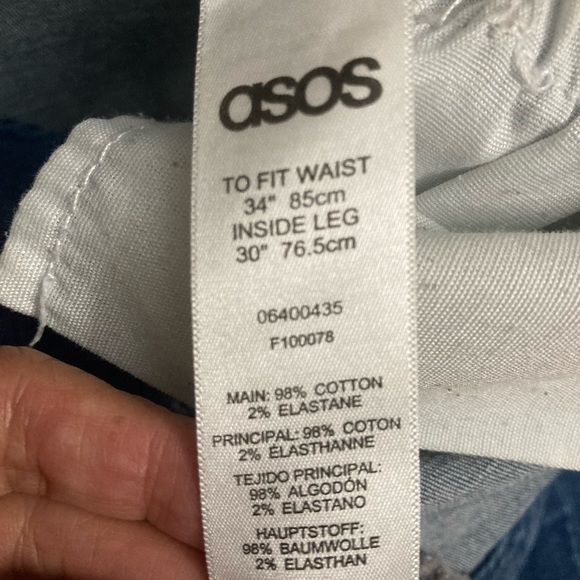 asos
TO FIT WAIST
34" 85cm
INSIDE LEG
30" 76.5cm
06400435
F100078
MAIN: 98% COTTON
2% ELASTANE
PRINCIPAL: 98% COTON
2% ÉLASTHANNE
TEJIDO PRINCIPAL:
98% ALGODÓN
2% ELASTANO
HAUPTSTOFF:
98% BAUMWOLLE
2% ELASTHAN